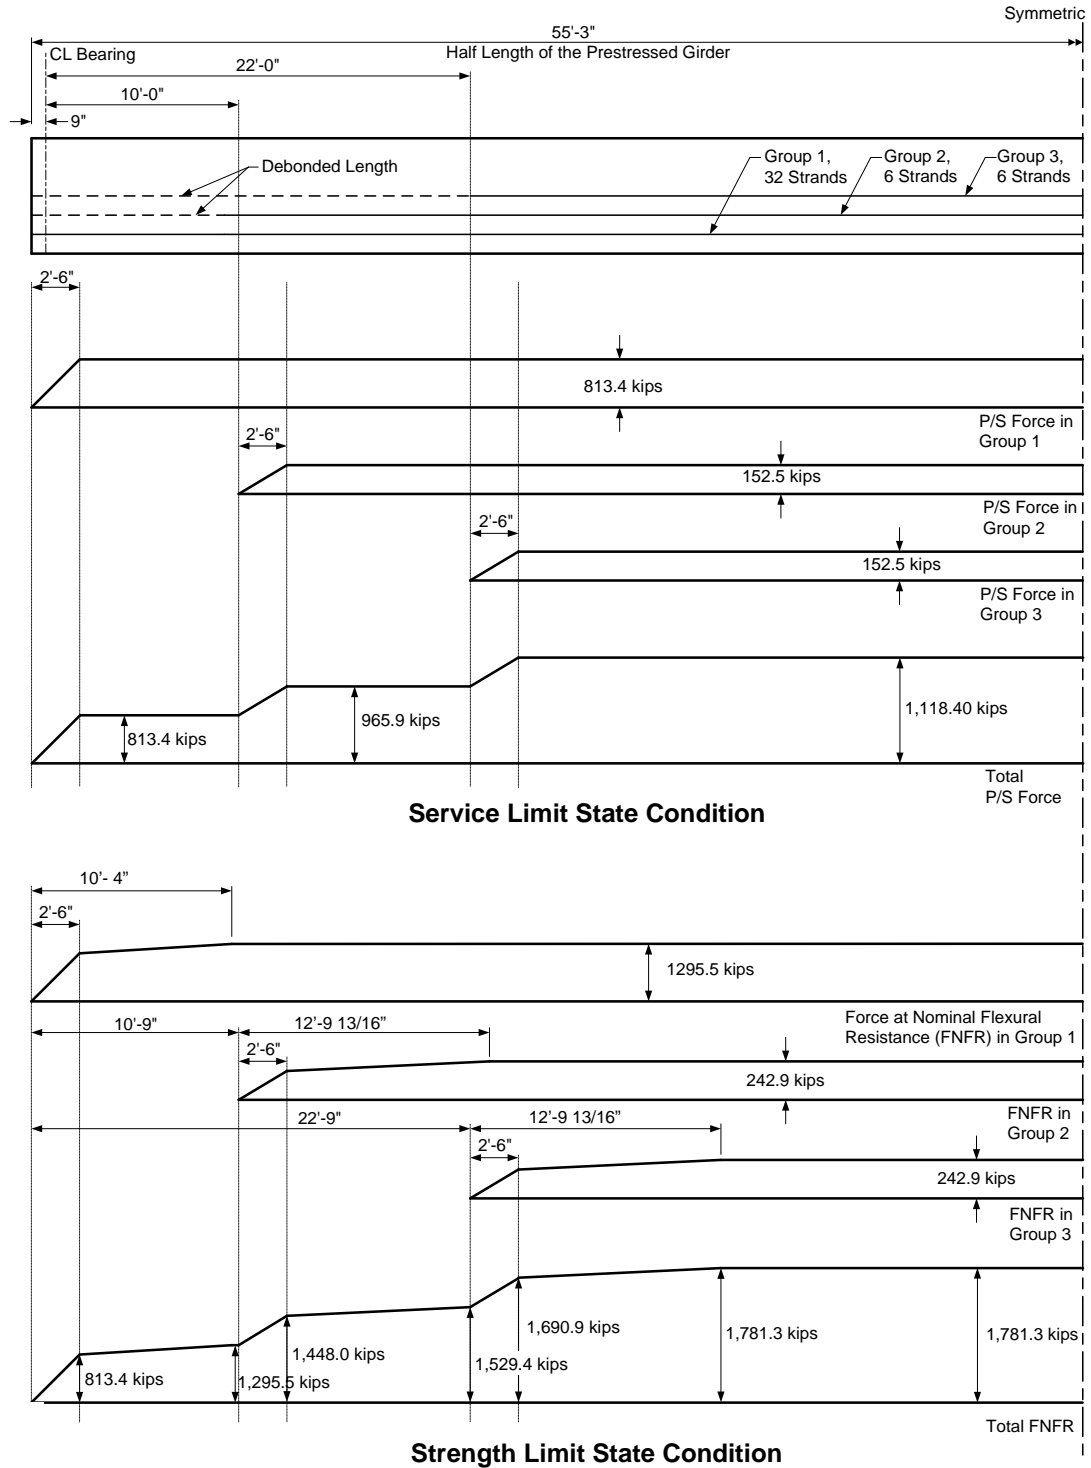 Symmetric
55'-3"
Half Length of the Prestressed Girder
CL Bearing
22'-0"
10'-0"
9"
Debonded Length
Group 1,
32 Strands
Group 2,
6 Strands
Group 3,
6 Strands
2'-6"
813.4 kips
P/S Force in
Group 1
2'-6"
152.5 kips
P/S Force in
Group 2
2'-6"
152.5 kips
P/S Force in
Group 3
813.4 kips
965.9 kips
1,118.40 kips
Total
P/S Force
Service Limit State Condition
10'- 4”
2'-6"
1295.5 kips
Force at Nominal Flexural
Resistance (FNFR) in Group 1
10'-9"
12’-9 13/16”
2'-6"
242.9 kips
FNFR in
Group 2
22'-9"
12’-9 13/16”
2'-6"
242.9 kips
FNFR in
Group 3
813.4 kips
1,295.5 kips
1,448.0 kips
1,529.4 kips
1,690.9 kips
1,781.3 kips
1,781.3 kips
Total FNFR
Strength Limit State Condition